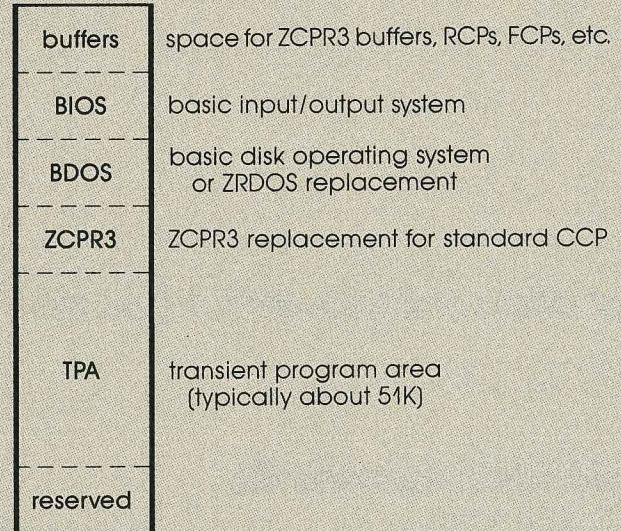 buffers space for ZCPR3 buffers, RCPs, FCPs, etc.
BIOS basic input/output system
BDOS basic disk operating system
or ZRDOS replacement
ZCPR3 ZCPR3 replacement for standard CCP
TPA transient program area
(typically about 51K)
reserved